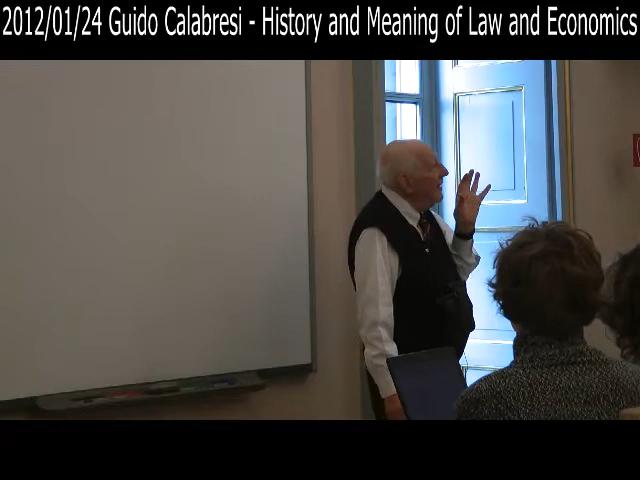 2012/01/24 Guido Calabresi - History and Meaning of Law and Economics